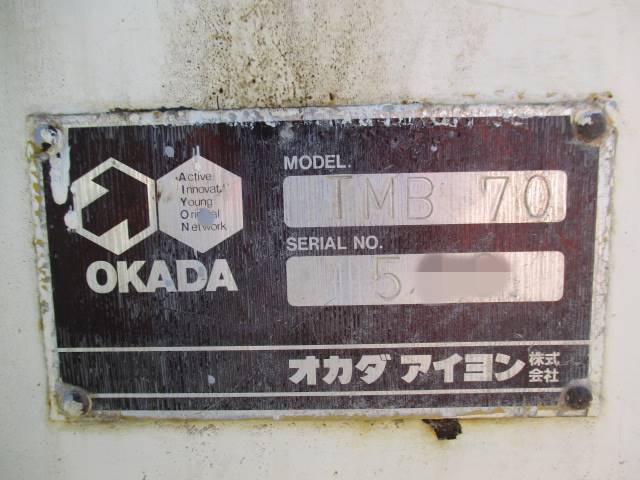 MODEL.
TMB 70
Active
Innovat
Young
Original
Network
OKADA
SERIAL NO.
オカダ アイヨン 株式会社